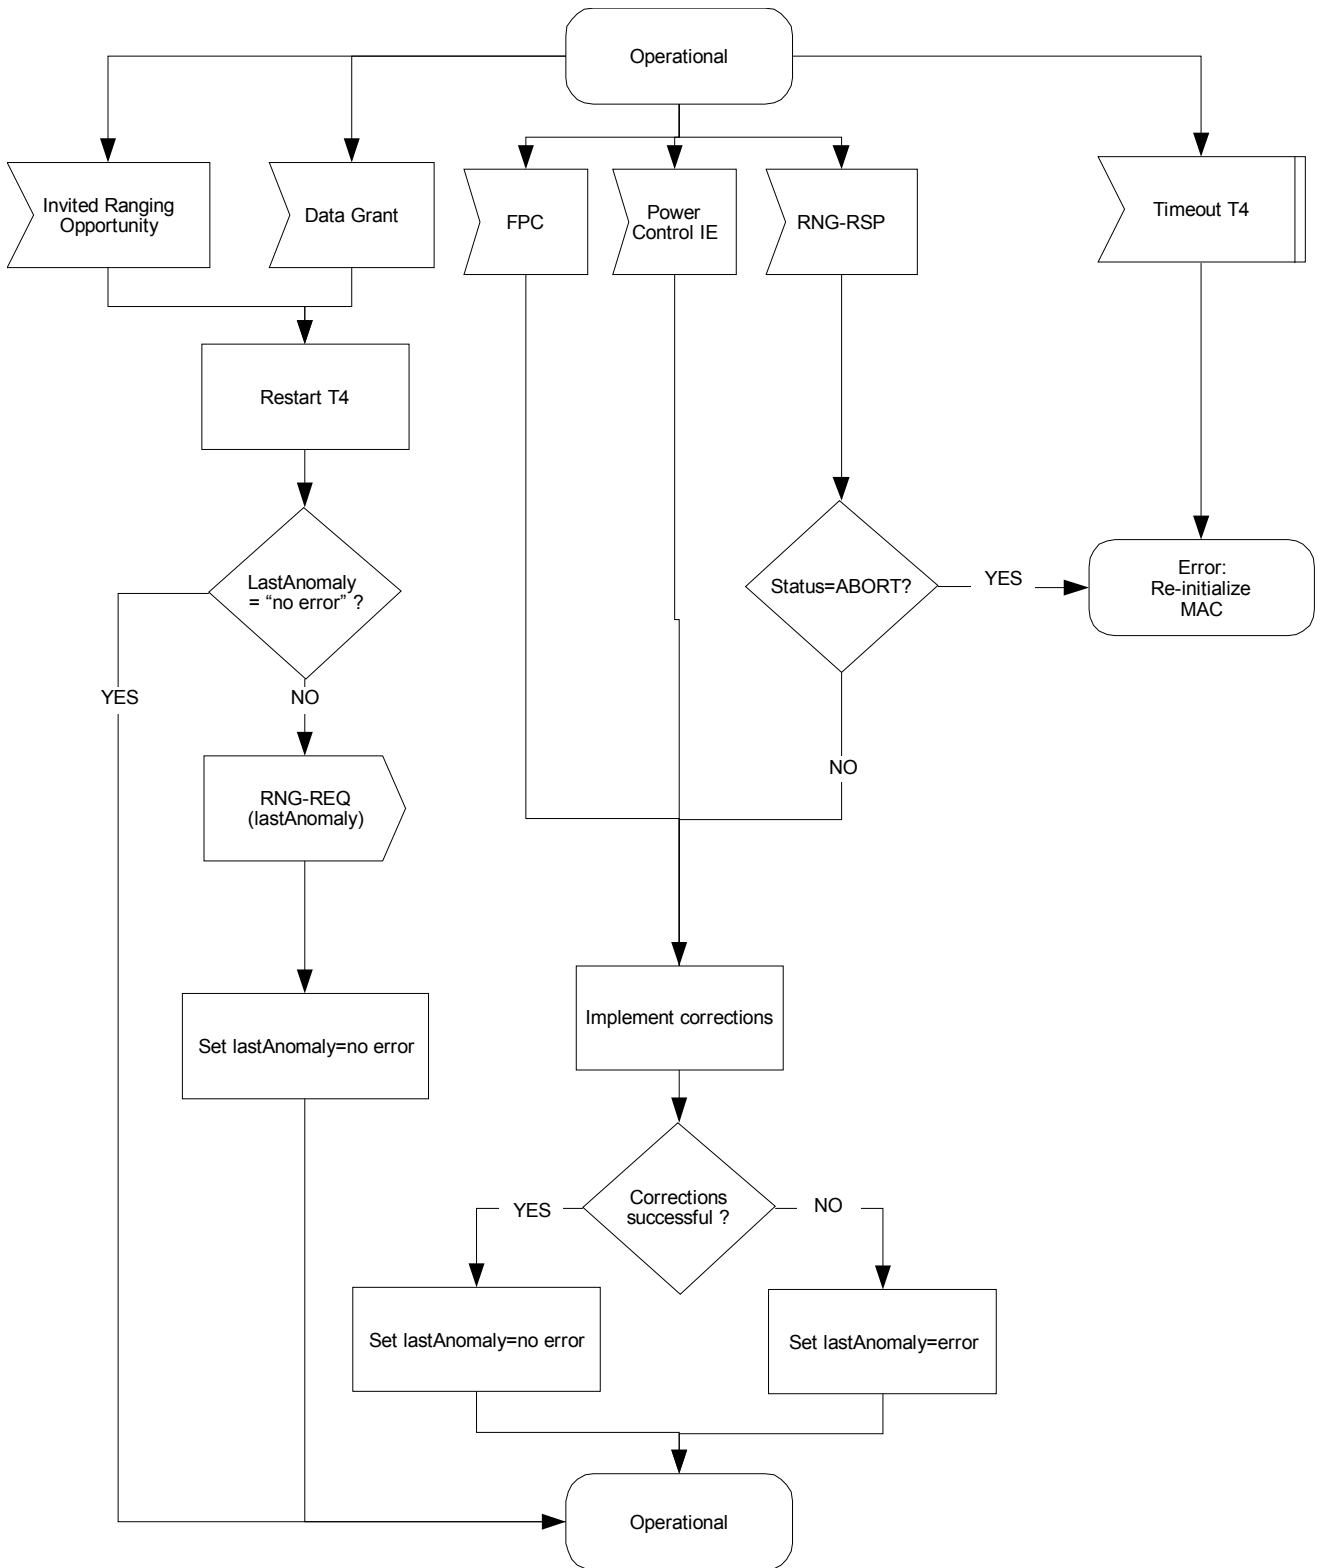 Operational
Invited Ranging
Opportunity
Data Grant
FPC
Power
Control IE
RNG-RSP
Timeout T4
Restart T4
LastAnomaly
= “no error” ?
Status=ABORT?
YES
Error:
Re-initialize
MAC
YES
NO
NO
RNG-REQ
(lastAnomaly)
Set lastAnomaly=no error
Implement corrections
Corrections
successful ?
YES
NO
Set lastAnomaly=no error
Set lastAnomaly=error
Operational